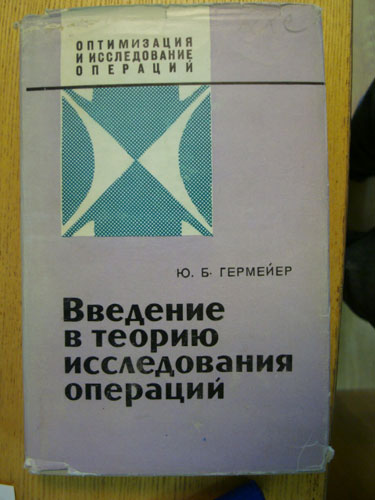 ОПТИМИЗАЦИЯ
И ИССЛЕДОВАНИЕ
ОПЕРАЦИЙ
Ю. Б. ГЕРМЕЙЕР
Введение
в теорию
исследования
операций